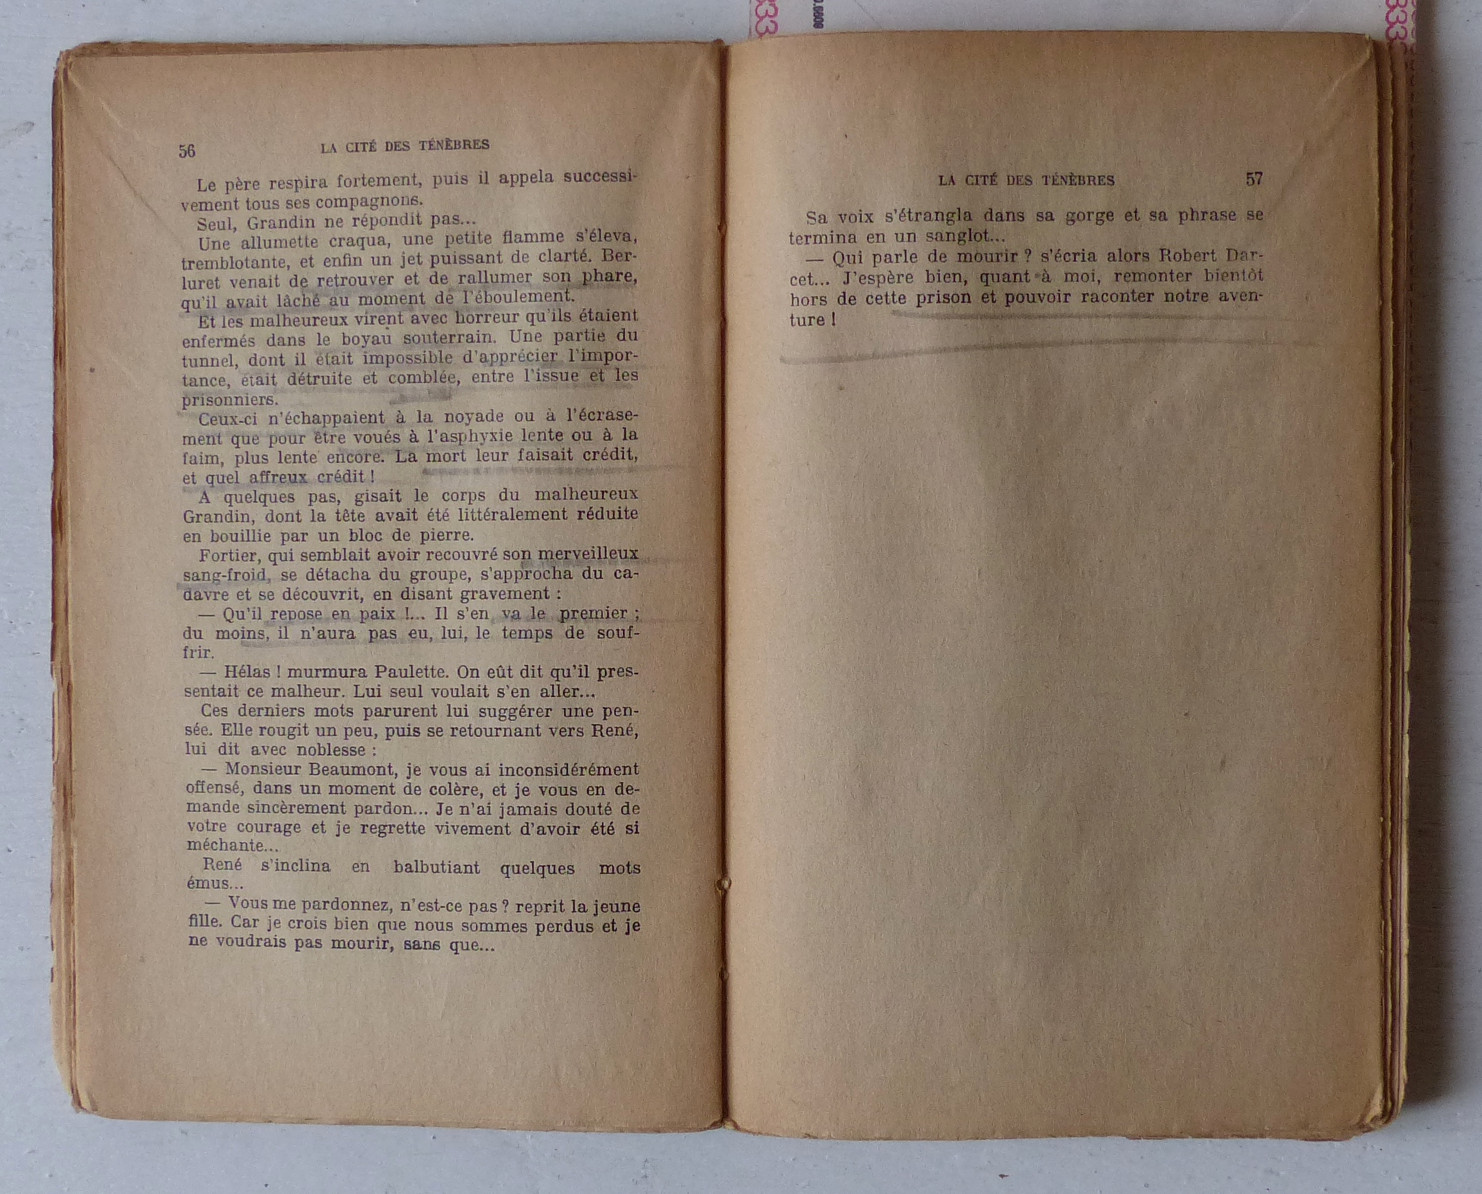 56
LA CITÉ DES TÉNÈBRES
Le père respira fortement, puis il appela successi-
vement tous ses compagnons.
Seul, Grandin ne répondit pas...
Une allumette craqua, une petite flamme s'éleva,
tremblotante, et enfin un jet puissant de clarté. Ber-
luret venait de retrouver et de rallumer son phare,
qu'il avait lâché au moment de l'éboulement.
Et les malheureux virent avec horreur qu'ils étaient
enfermés dans le boyau souterrain. Une partie du
tunnel, dont il était impossible d'apprécier l'impor-
tance, était détruite et comblée, entre l'issue et les
prisonniers.
Ceux-ci n'échappaient à la noyade ou à l'écrase-
ment que pour être voués à l'asphyxie lente ou à la
faim, plus lente encore. La mort leur faisait crédit,
et quel affreux crédit !
A quelques pas, gisait le corps du malheureux
Grandin, dont la tête avait été littéralement réduite
en bouillie par un bloc de pierre.
Fortier, qui semblait avoir recouvré son merveilleux
sang-froid, se détacha du groupe, s'approcha du ca-
davre et se découvrit, en disant gravement :
— Qu'il repose en paix !... Il s'en va le premier ;
du moins, il n'aura pas eu, lui, le temps de souf-
frir.
— Hélas ! murmura Paulette. On eût dit qu'il pres-
sentait ce malheur. Lui seul voulait s'en aller...
Ces derniers mots parurent lui suggérer une pen-
sée. Elle rougit un peu, puis se retournant vers René,
lui dit avec noblesse :
— Monsieur Beaumont, je vous ai inconsidérément
offensé, dans un moment de colère, et je vous en de-
mande sincèrement pardon... Je n'ai jamais douté de
votre courage et je regrette vivement d'avoir été si
méchante...
René s'inclina en balbutiant quelques mots
émus...
— Vous me pardonnez, n'est-ce pas ? reprit la jeune
fille. Car je crois bien que nous sommes perdus et je
ne voudrais pas mourir, sans que...
LA CITÉ DES TÉNÈBRES
57
Sa voix s'étrangla dans sa gorge et sa phrase se
termina en un sanglot...
— Qui parle de mourir ? s'écria alors Robert Dar-
cet... J'espère bien, quant à moi, remonter bientôt
hors de cette prison et pouvoir raconter notre aven-
ture !